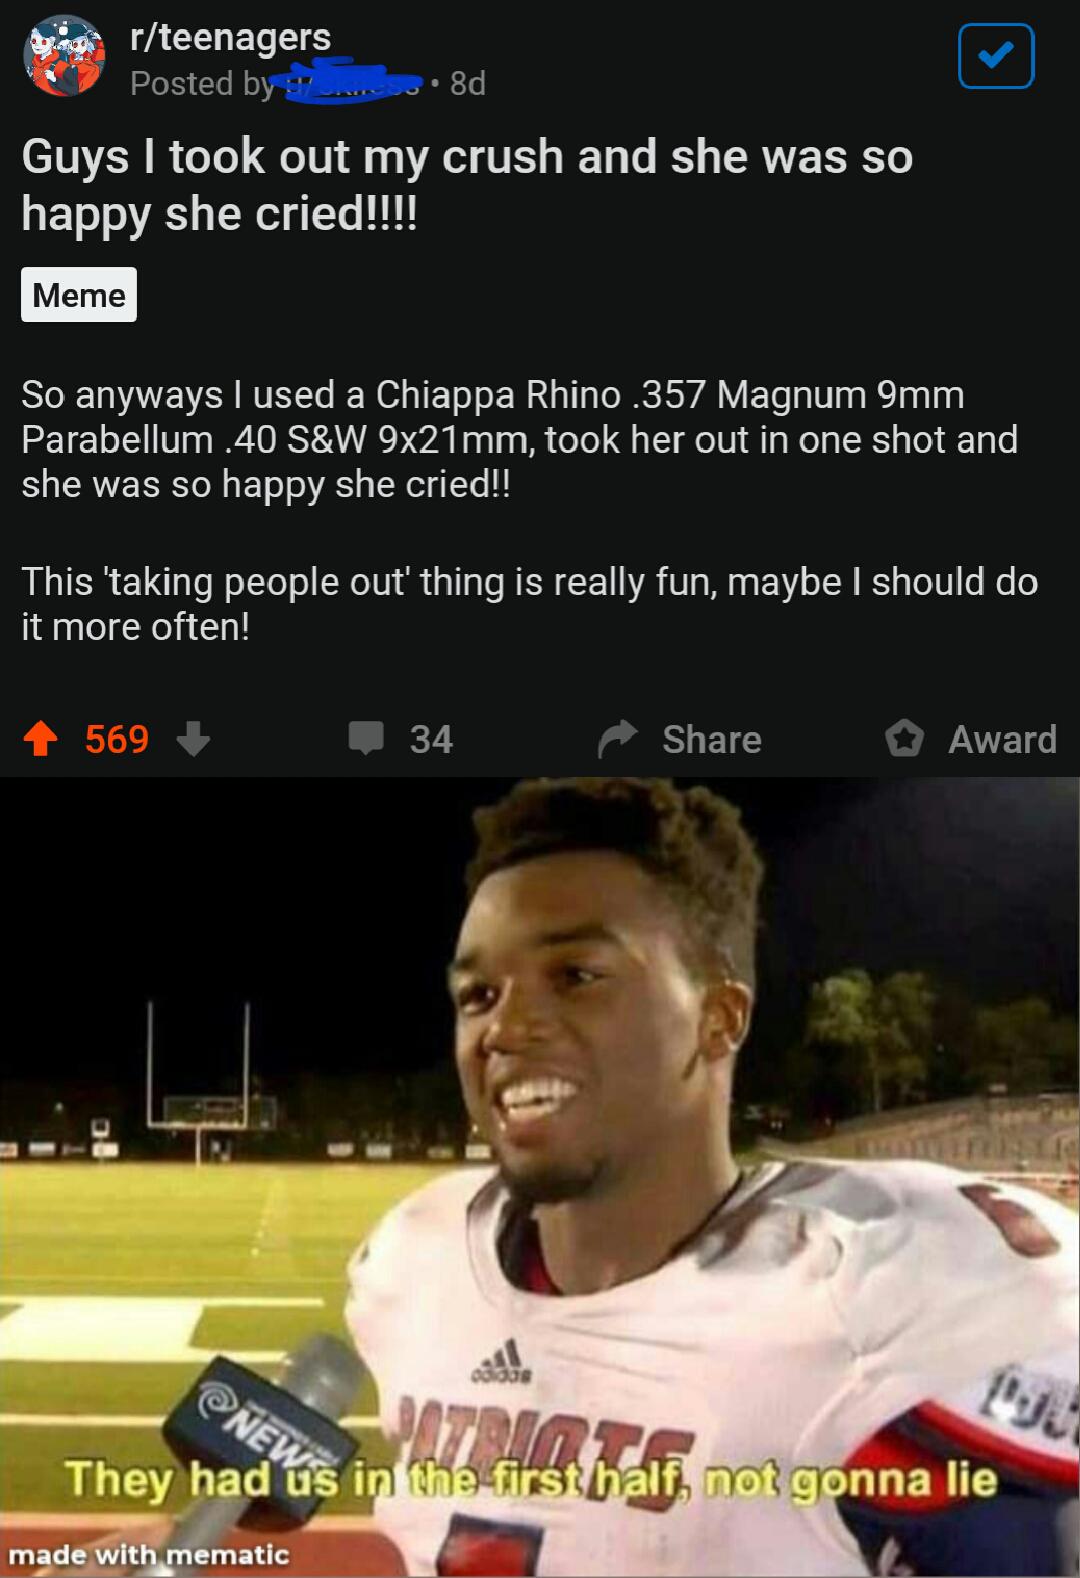 r/teenagers
Posted by • 8d
Guys I took out my crush and she was so
happy she cried!!!!
Meme
So anyways I used a Chiappa Rhino .357 Magnum 9mm
Parabellum .40 S&W 9x21mm, took her out in one shot and
she was so happy she cried!!
This 'taking people out' thing is really fun, maybe I should do
it more often!
569
34
Share
Award
adidas
NEWS
PATRIOTS
They had us in the first half, not gonna lie
made with mematic